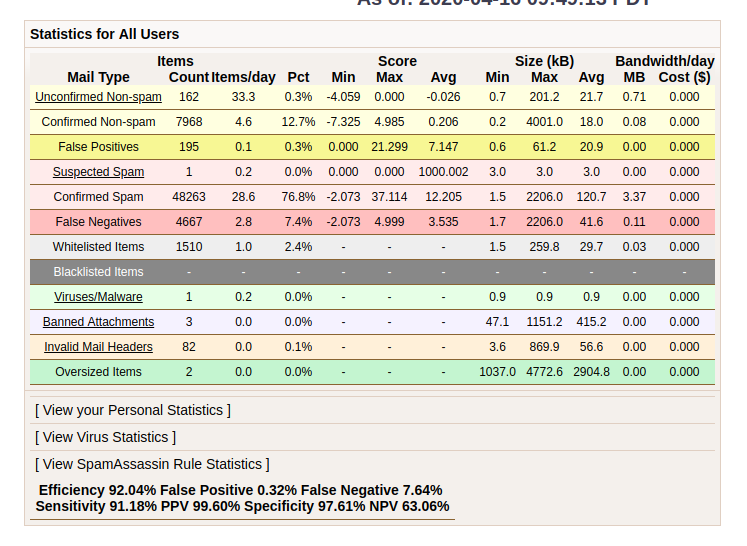 As of: 2020-04-10 09:49:13 PDT
Statistics for All Users
Items Score Size (kB) Bandwidth/day
Mail Type Count Items/day Pct Min Max Avg Min Max Avg MB Cost ($)
Unconfirmed Non-spam 162 33.3 0.3% -4.059 0.000 -0.026 0.7 201.2 21.7 0.71 0.000
Confirmed Non-spam 7968 4.6 12.7% -7.325 4.985 0.206 0.2 4001.0 18.0 0.08 0.000
False Positives 195 0.1 0.3% 0.000 21.299 7.147 0.6 61.2 20.9 0.00 0.000
Suspected Spam 1 0.2 0.0% 0.000 0.000 1000.002 3.0 3.0 3.0 0.00 0.000
Confirmed Spam 48263 28.6 76.8% -2.073 37.114 12.205 1.5 2206.0 120.7 3.37 0.000
False Negatives 4667 2.8 7.4% -2.073 4.999 3.535 1.7 2206.0 41.6 0.11 0.000
Whitelisted Items 1510 1.0 2.4% - - - 1.5 259.8 29.7 0.03 0.000
Blacklisted Items - - - - - - - - - - -
Viruses/Malware 1 0.2 0.0% - - - 0.9 0.9 0.9 0.00 0.000
Banned Attachments 3 0.0 0.0% - - - 47.1 1151.2 415.2 0.00 0.000
Invalid Mail Headers 82 0.0 0.1% - - - 3.6 869.9 56.6 0.00 0.000
Oversized Items 2 0.0 0.0% - - - 1037.0 4772.6 2904.8 0.00 0.000
[ View your Personal Statistics ]
[ View Virus Statistics ]
[ View SpamAssassin Rule Statistics ]
Efficiency 92.04% False Positive 0.32% False Negative 7.64%
Sensitivity 91.18% PPV 99.60% Specificity 97.61% NPV 63.06%